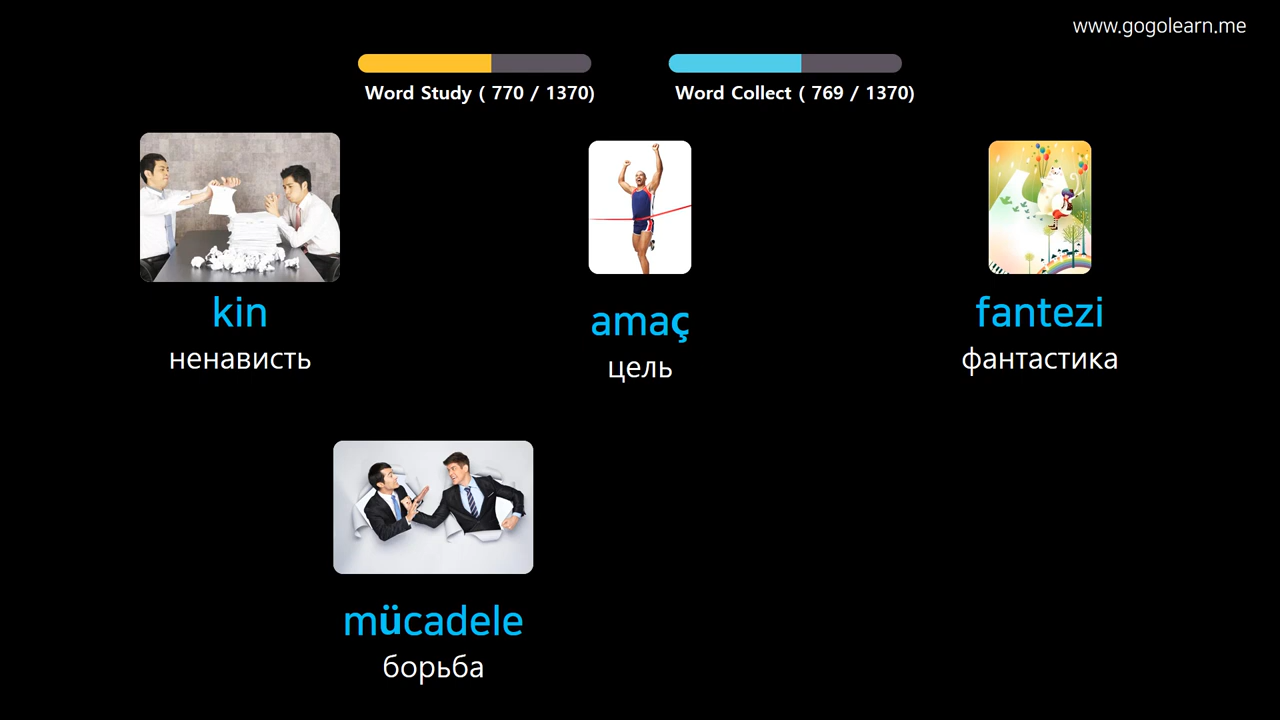 www.gogolearn.me
Word Study ( 770 / 1370)
Word Collect ( 769 / 1370)
kin
ненависть
amaç
цель
fantezi
фантастика
mücadele
борьба